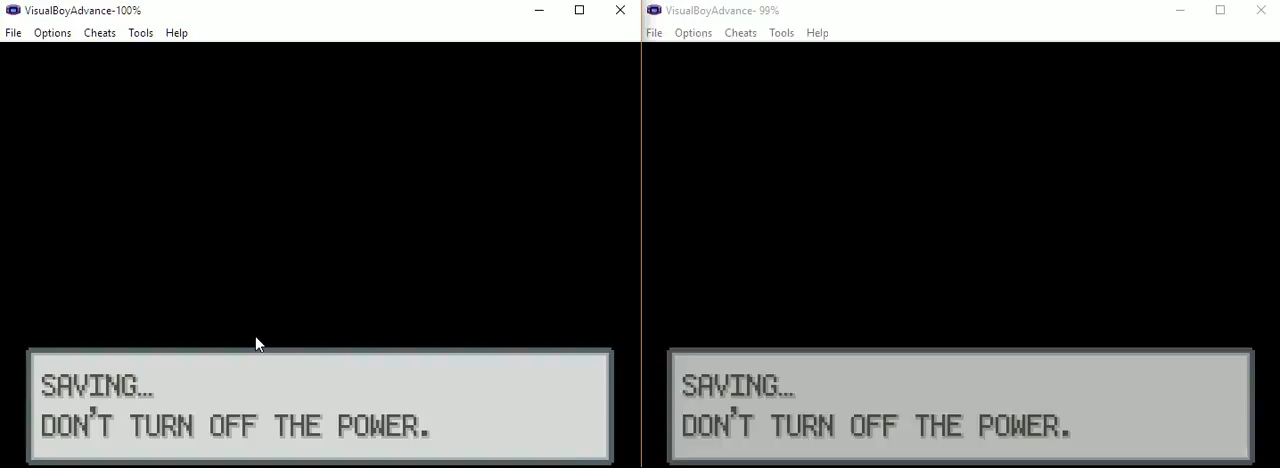 VisualBoyAdvance-100%
File Options Cheats Tools Help
SAVING…
DON'T TURN OFF THE POWER.
VisualBoyAdvance- 99%
File Options Cheats Tools Help
SAVING…
DON'T TURN OFF THE POWER.